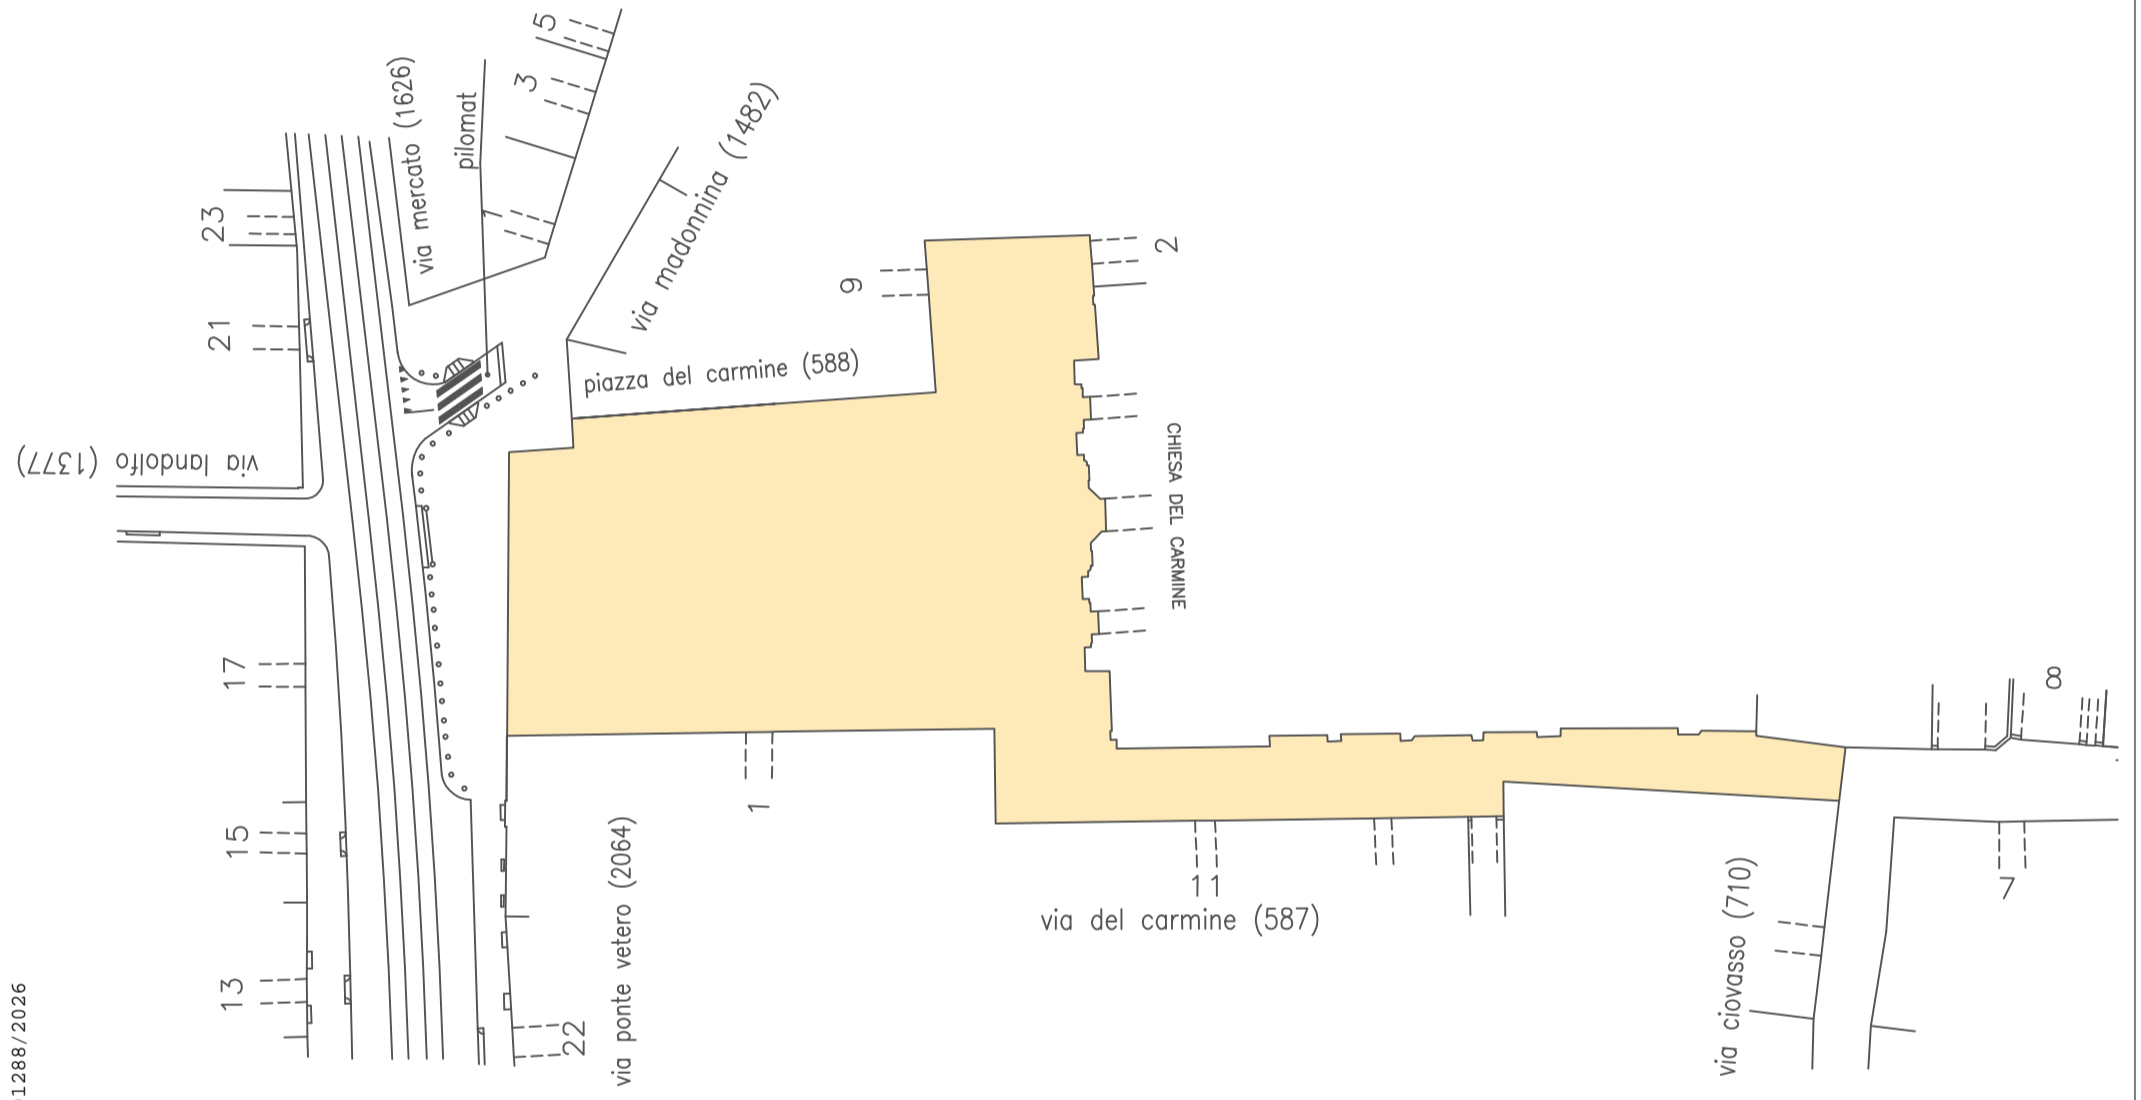 5
3
1
via mercato (1626)
pilomat
via madonnina (1482)
23
21
9
2
piazza del carmine (588)
via landolfo (1377)
CHIESA DEL CARMINE
17
1
15
13
22
via ponte vetero (2064)
11
via del carmine (587)
via ciovasso (710)
8
7
01288/2026